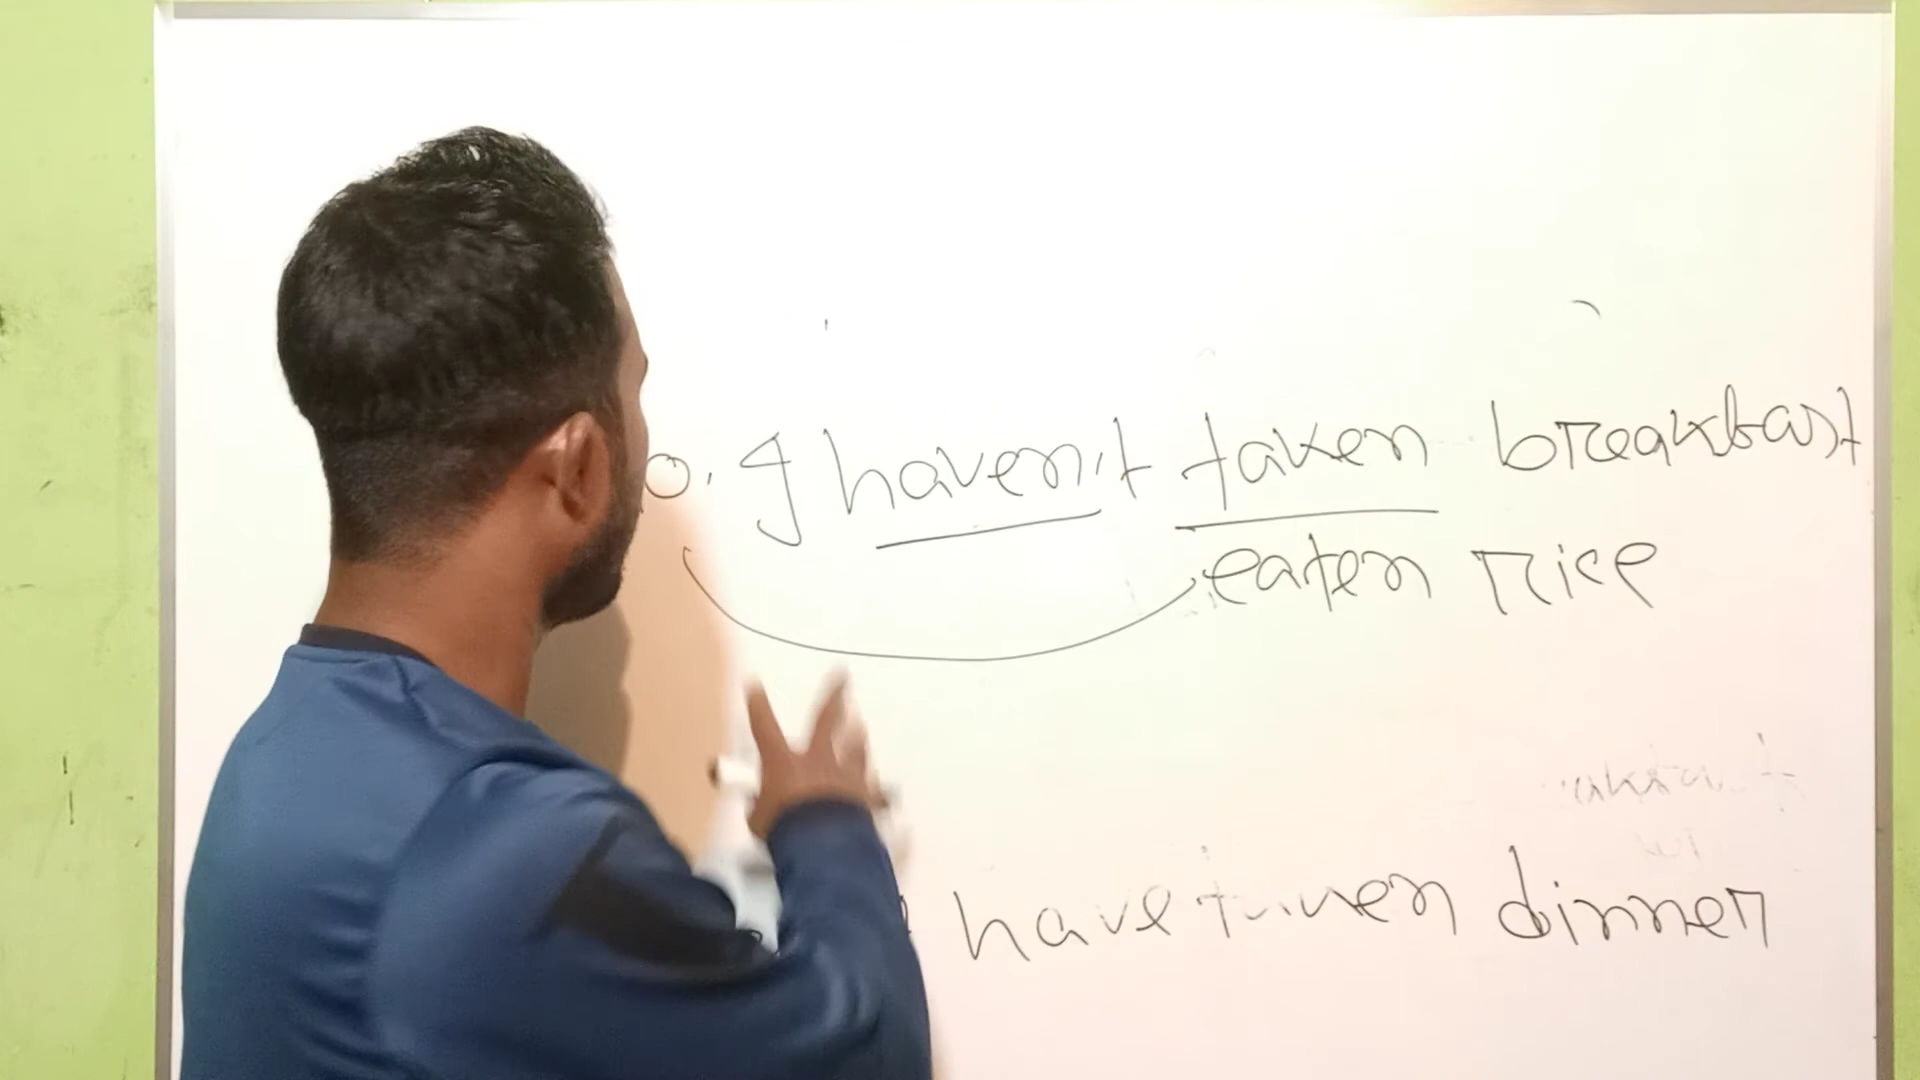 o. I haven't taken breakfast
eaten rice
have taken dinner